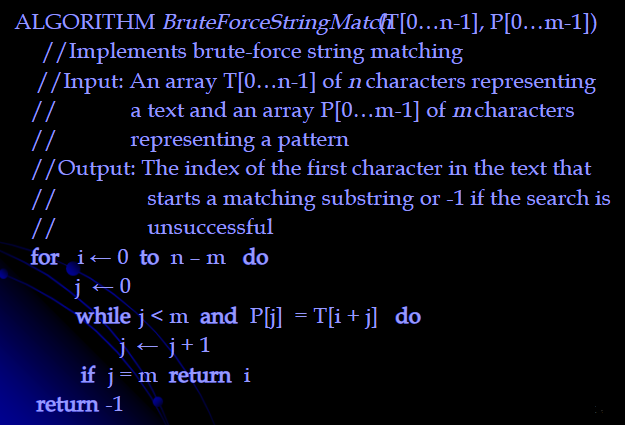 ALGORITHM BruteForceStringMatch(T[0…n-1], P[0…m-1])
//Implements brute-force string matching
//Input: An array T[0…n-1] of n characters representing
// a text and an array P[0…m-1] of m characters
// representing a pattern
//Output: The index of the first character in the text that
// starts a matching substring or -1 if the search is
// unsuccessful
for i ← 0 to n – m do
j ← 0
while j < m and P[j] = T[i + j] do
j ← j + 1
if j = m return i
return -1